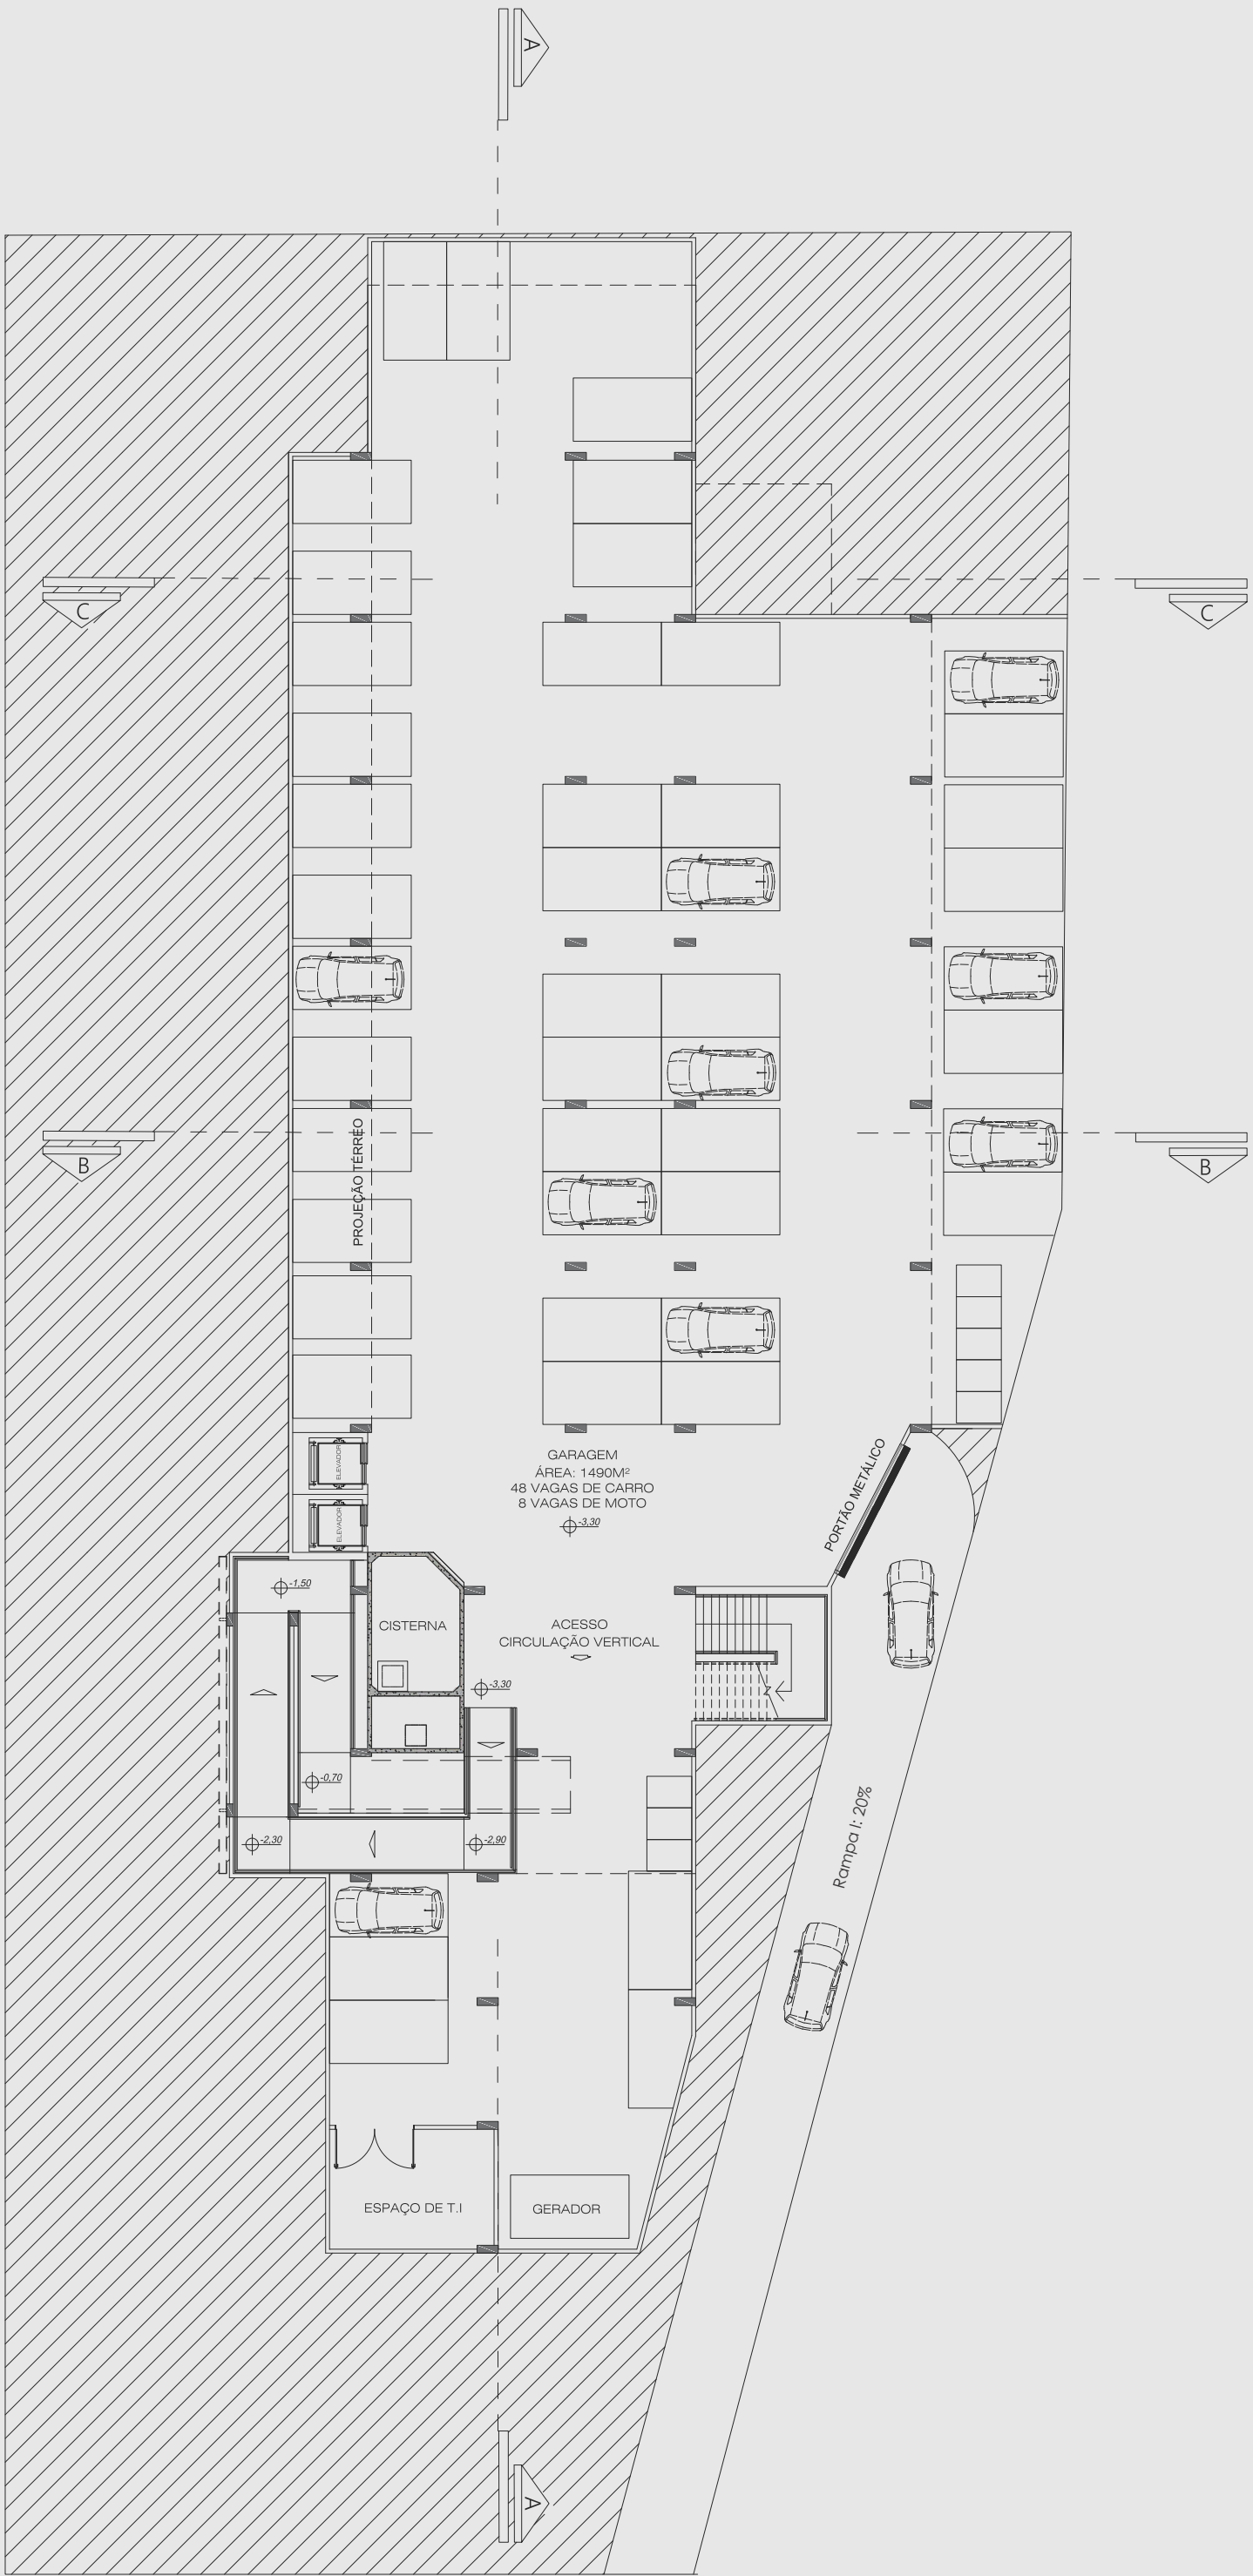 A
C
C
B
PROJEÇÃO TÉRREO
B
GARAGEM
ÁREA: 1490M²
48 VAGAS DE CARRO
8 VAGAS DE MOTO
-3,30
ELEVADOR
ELEVADOR
PORTÃO METÁLICO
-1,50
CISTERNA
ACESSO
CIRCULAÇÃO VERTICAL
-3,30
Z
-0,70
-2,30
-2,90
Rampa I: 20%
ESPAÇO DE T.I
GERADOR
A